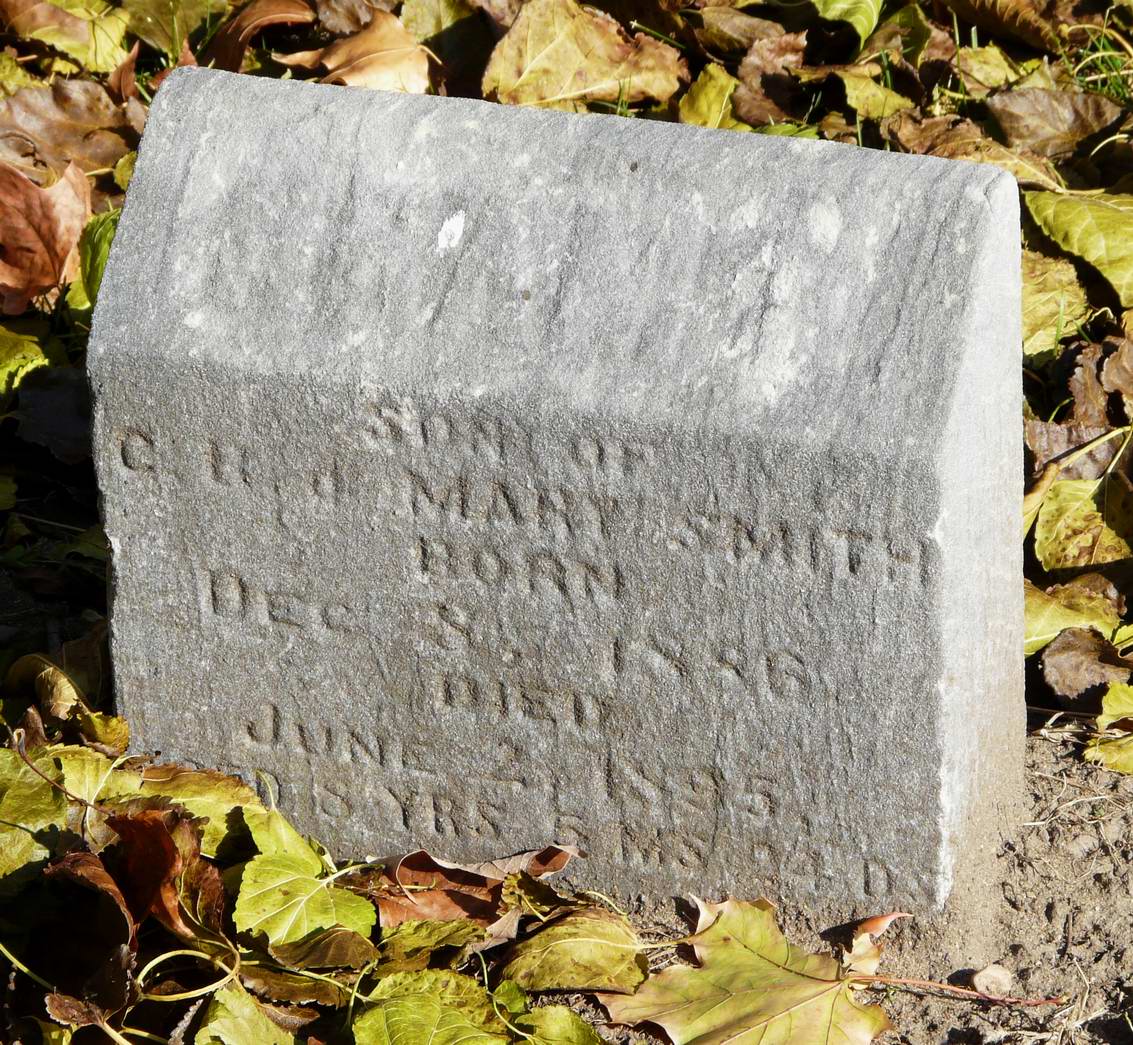 SON OF
C. H. & MARY SMITH
BORN
DEC. 8. 1886
DIED
JUNE 2, 1895.
YRS 5 MS D'S